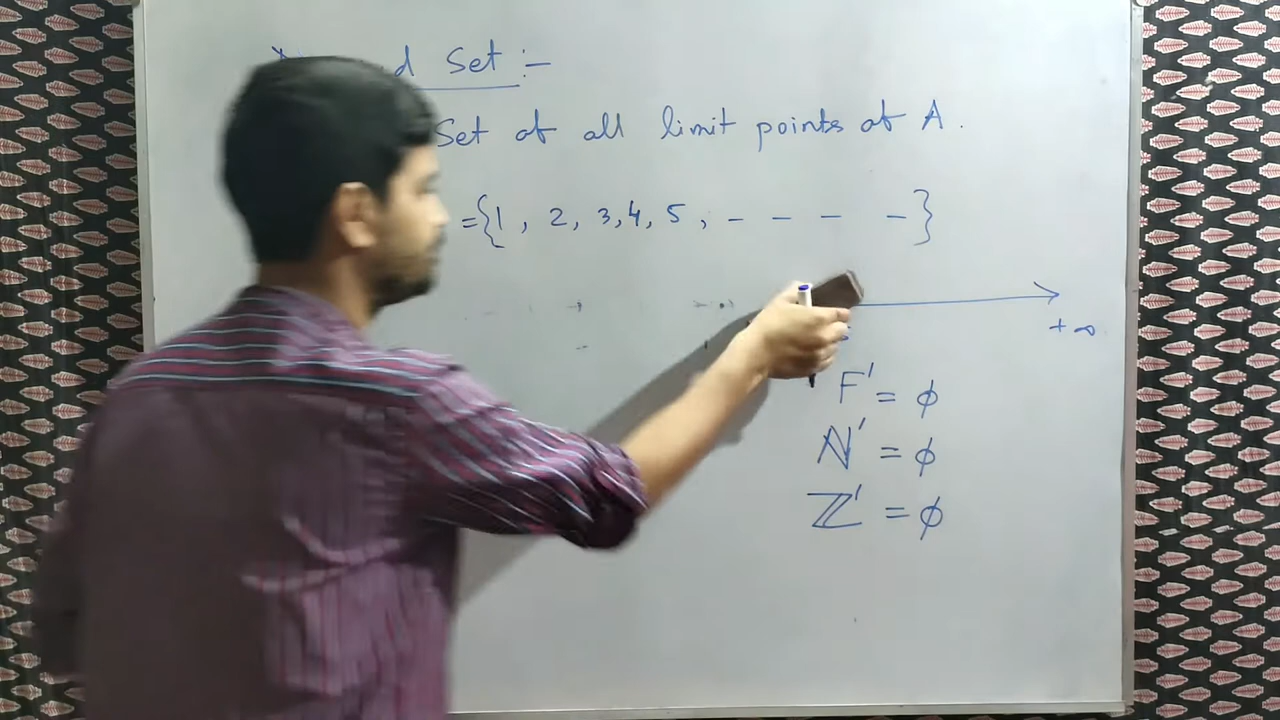 d Set :-
Set of all limit points of A .
= { 1 , 2 , 3 , 4 , 5 , - - - - }
+ ∞
F' = ϕ
ℕ' = ϕ
ℤ' = ϕ